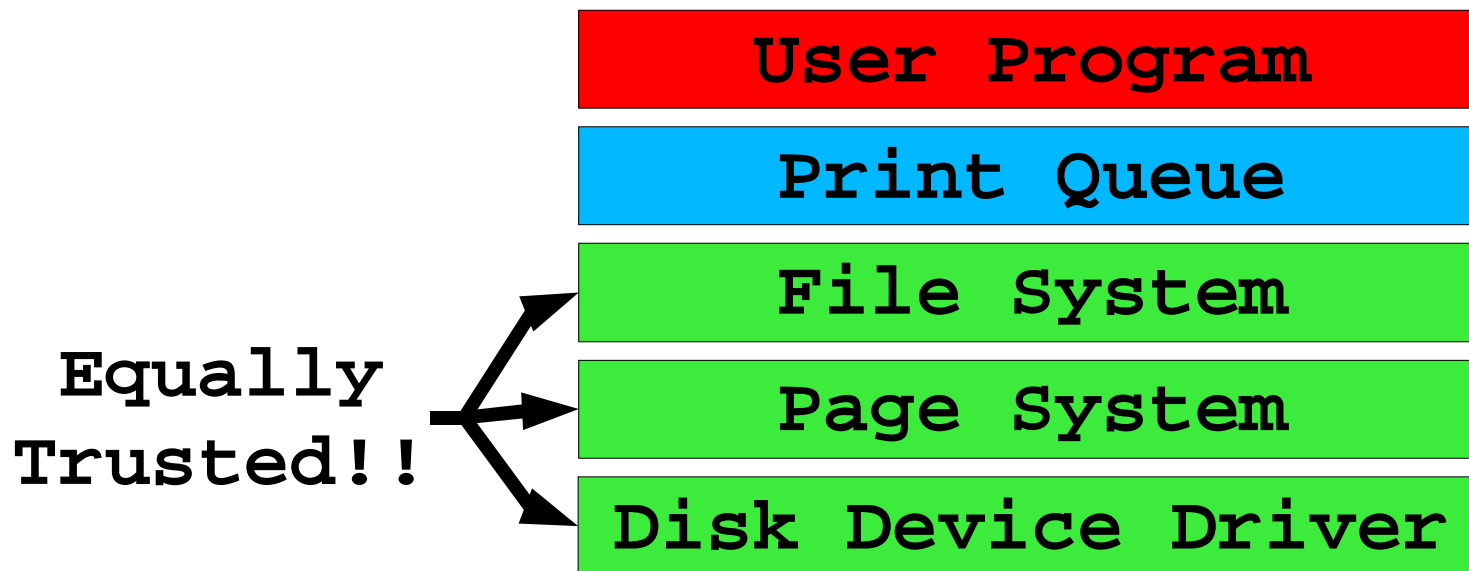 User Program
Print Queue
File System
Equally
Trusted!!
Page System
Disk Device Driver